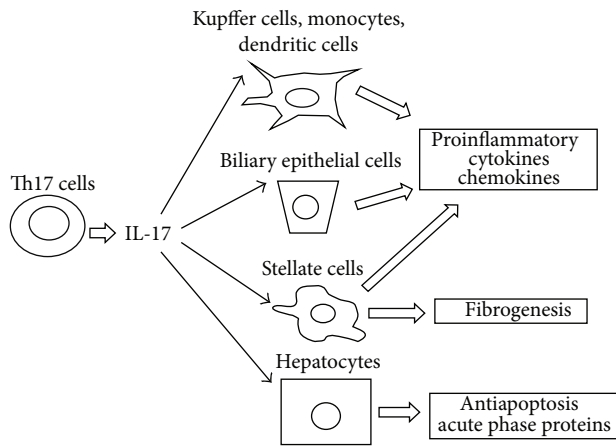 Kupffer cells, monocytes,
dendritic cells
Proinflammatory
cytokines
chemokines
Biliary epithelial cells
Th17 cells
IL-17
Stellate cells
Fibrogenesis
Hepatocytes
Antiapoptosis
acute phase proteins